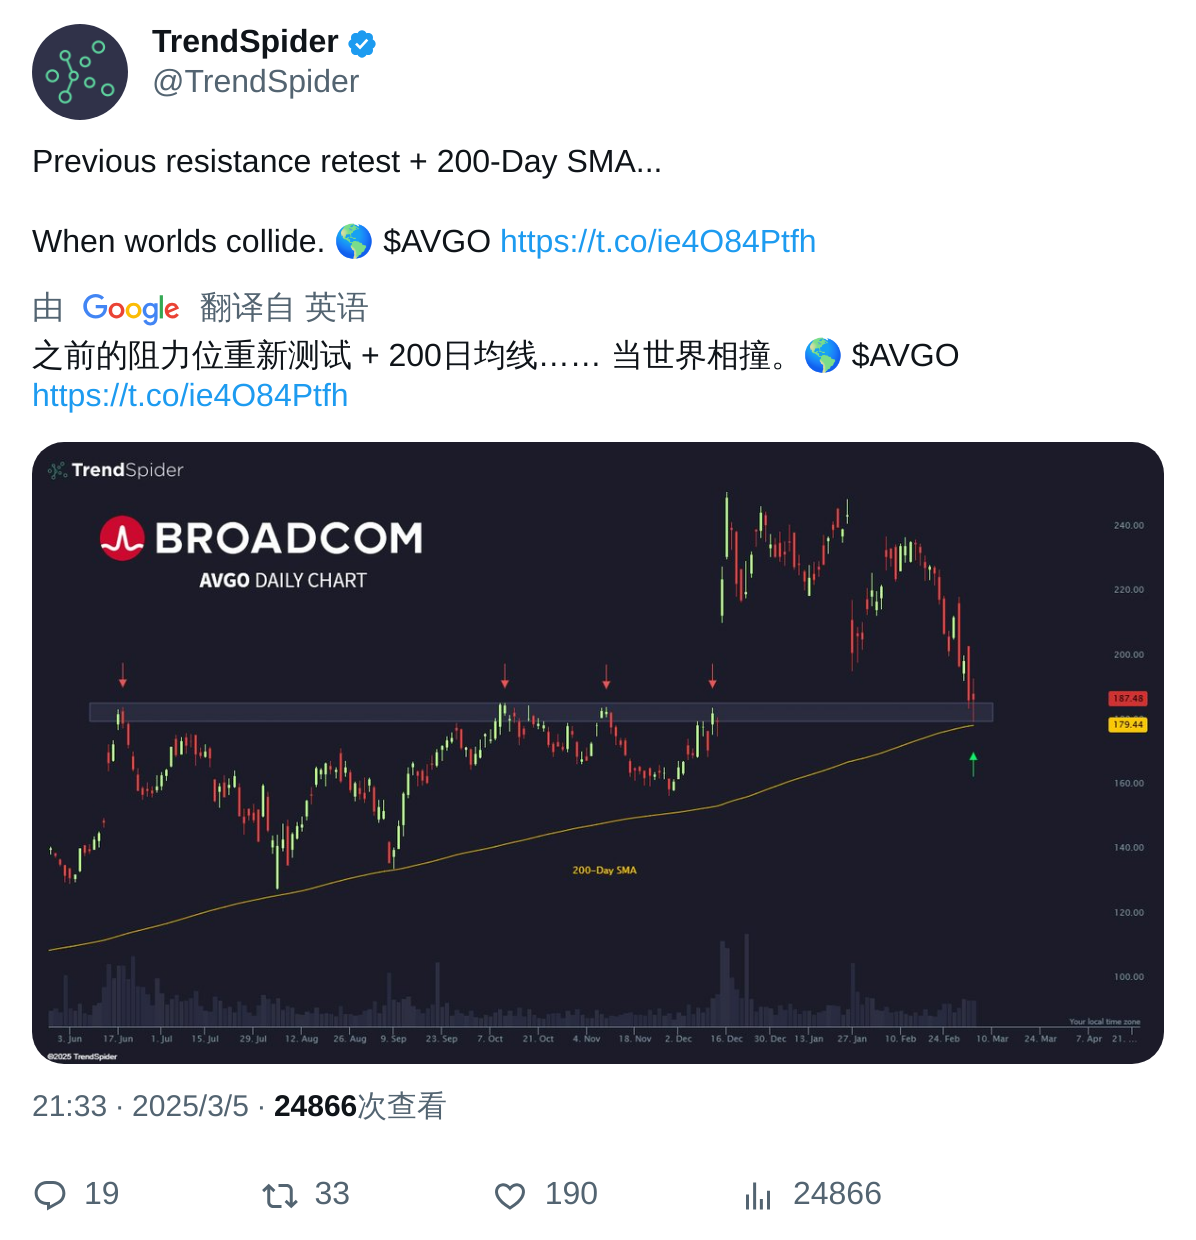 TrendSpider
@TrendSpider
Previous resistance retest + 200-Day SMA...
When worlds collide. 🌎 $AVGO https://t.co/ie4O84Ptfh
由 Google 翻译自 英语
之前的阻力位重新测试 + 200日均线…… 当世界相撞。🌎 $AVGO
https://t.co/ie4O84Ptfh
TrendSpider
BROADCOM
AVGO DAILY CHART
240.00
220.00
200.00
187.48
179.44
160.00
140.00
200-Day SMA
120.00
100.00
Your local time zone
3. Jun 17. Jun 1. Jul 15. Jul 29. Jul 12. Aug 26. Aug 9. Sep 23. Sep 7. Oct 21. Oct 4. Nov 18. Nov 2. Dec 16. Dec 30. Dec 13. Jan 27. Jan 10. Feb 24. Feb 10. Mar 24. Mar 7. Apr 21. ...
©2025 TrendSpider
21:33 · 2025/3/5 · 24866次查看
19 33 190 24866